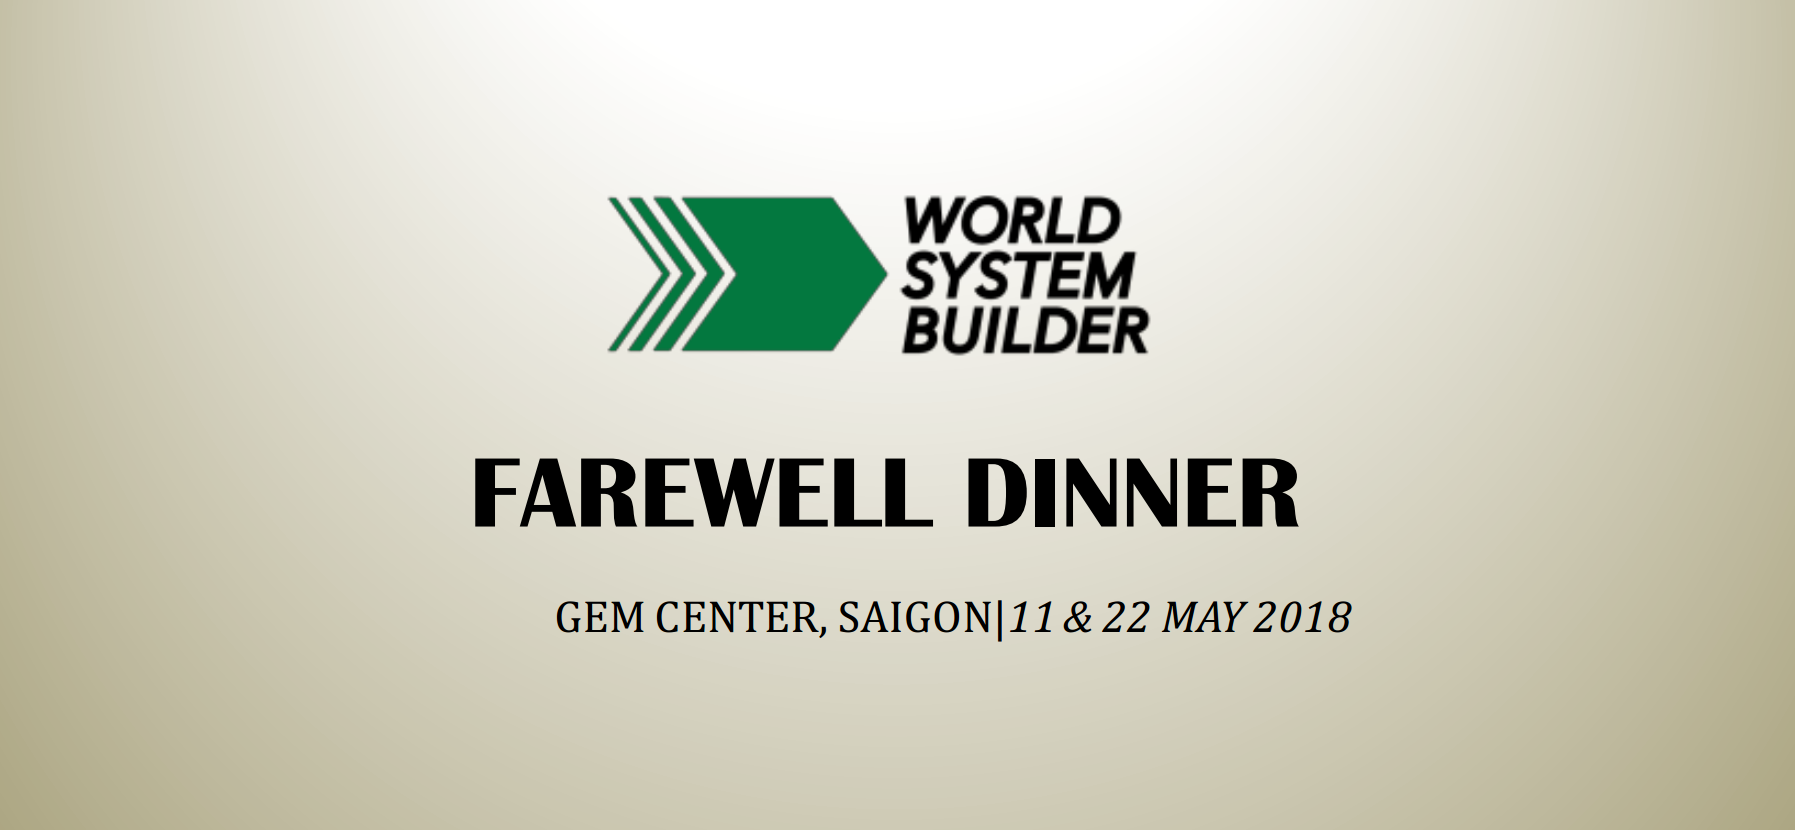 WORLD
SYSTEM
BUILDER
FAREWELL DINNER
GEM CENTER, SAIGON|11 & 22 MAY 2018